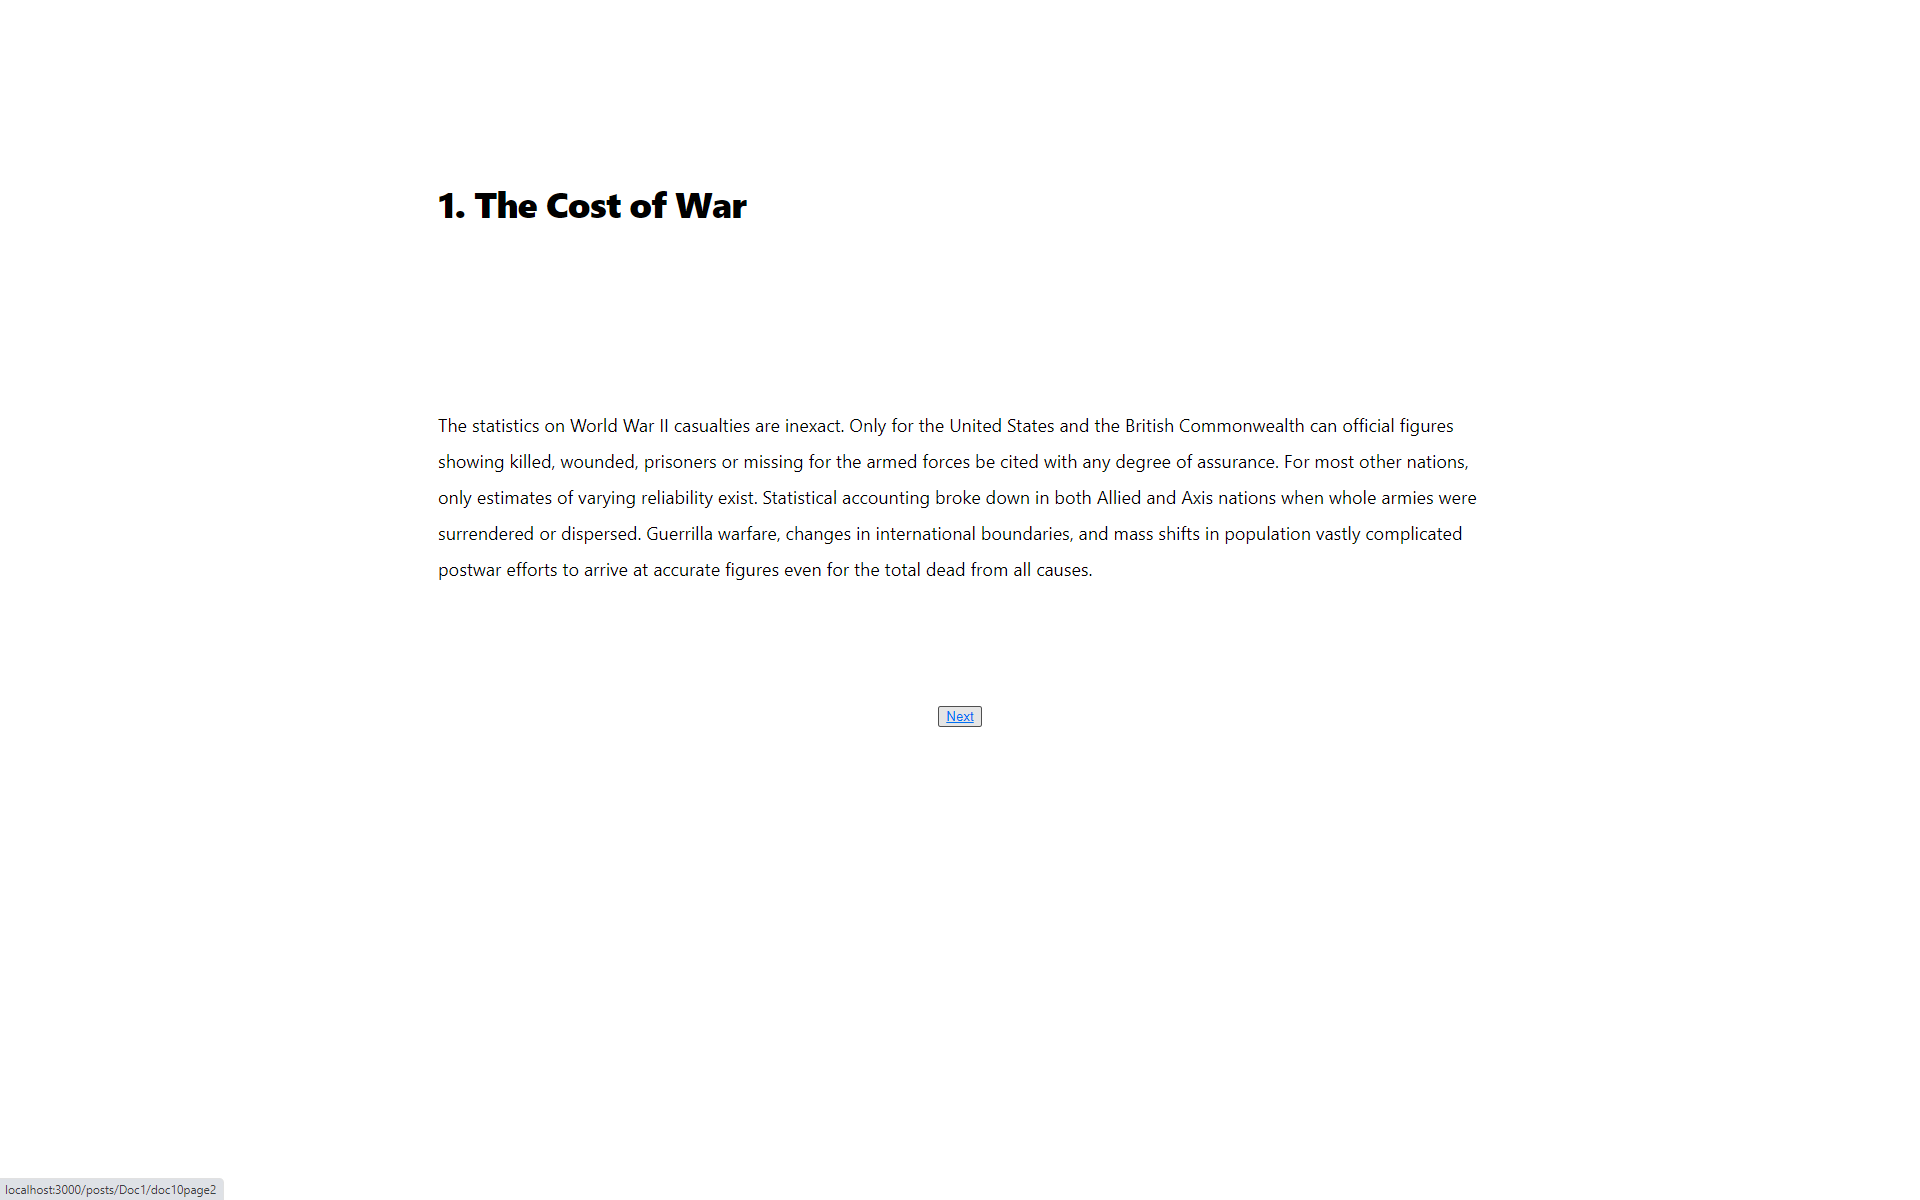 1. The Cost of War
The statistics on World War II casualties are inexact. Only for the United States and the British Commonwealth can official figures
showing killed, wounded, prisoners or missing for the armed forces be cited with any degree of assurance. For most other nations,
only estimates of varying reliability exist. Statistical accounting broke down in both Allied and Axis nations when whole armies were
surrendered or dispersed. Guerrilla warfare, changes in international boundaries, and mass shifts in population vastly complicated
postwar efforts to arrive at accurate figures even for the total dead from all causes.
Next
localhost:3000/posts/Doc1/doc10page2